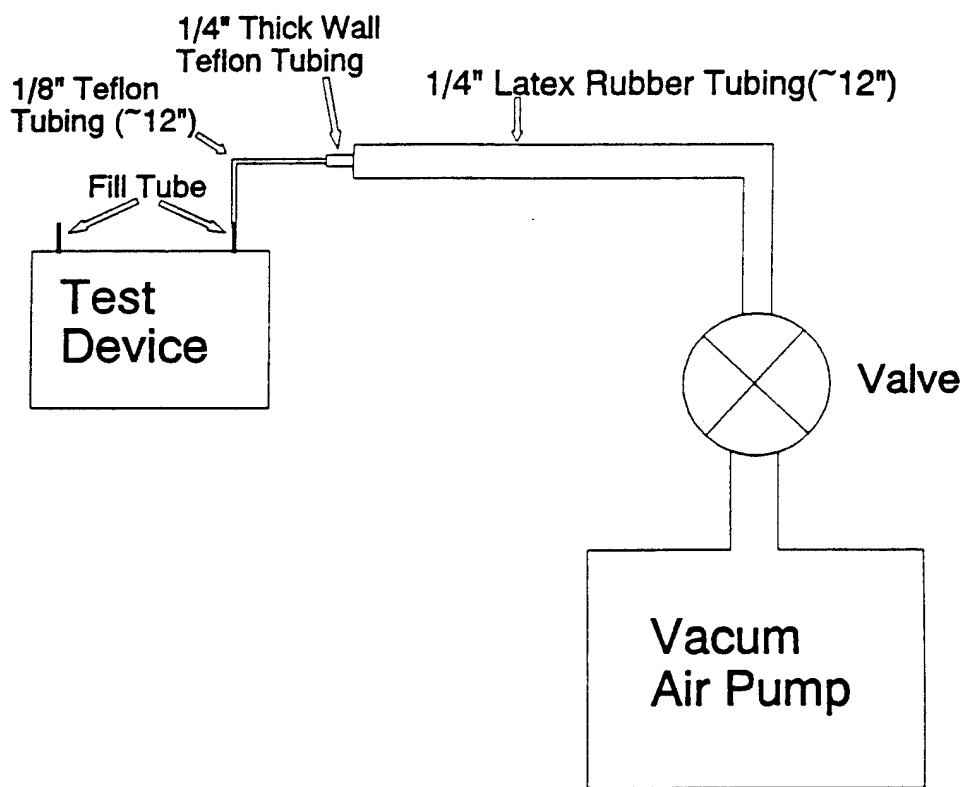 1/4" Thick Wall
Teflon Tubing
1/8" Teflon
Tubing (~12")
1/4" Latex Rubber Tubing(~12")
Fill Tube
Test
Device
Valve
Vacum
Air Pump